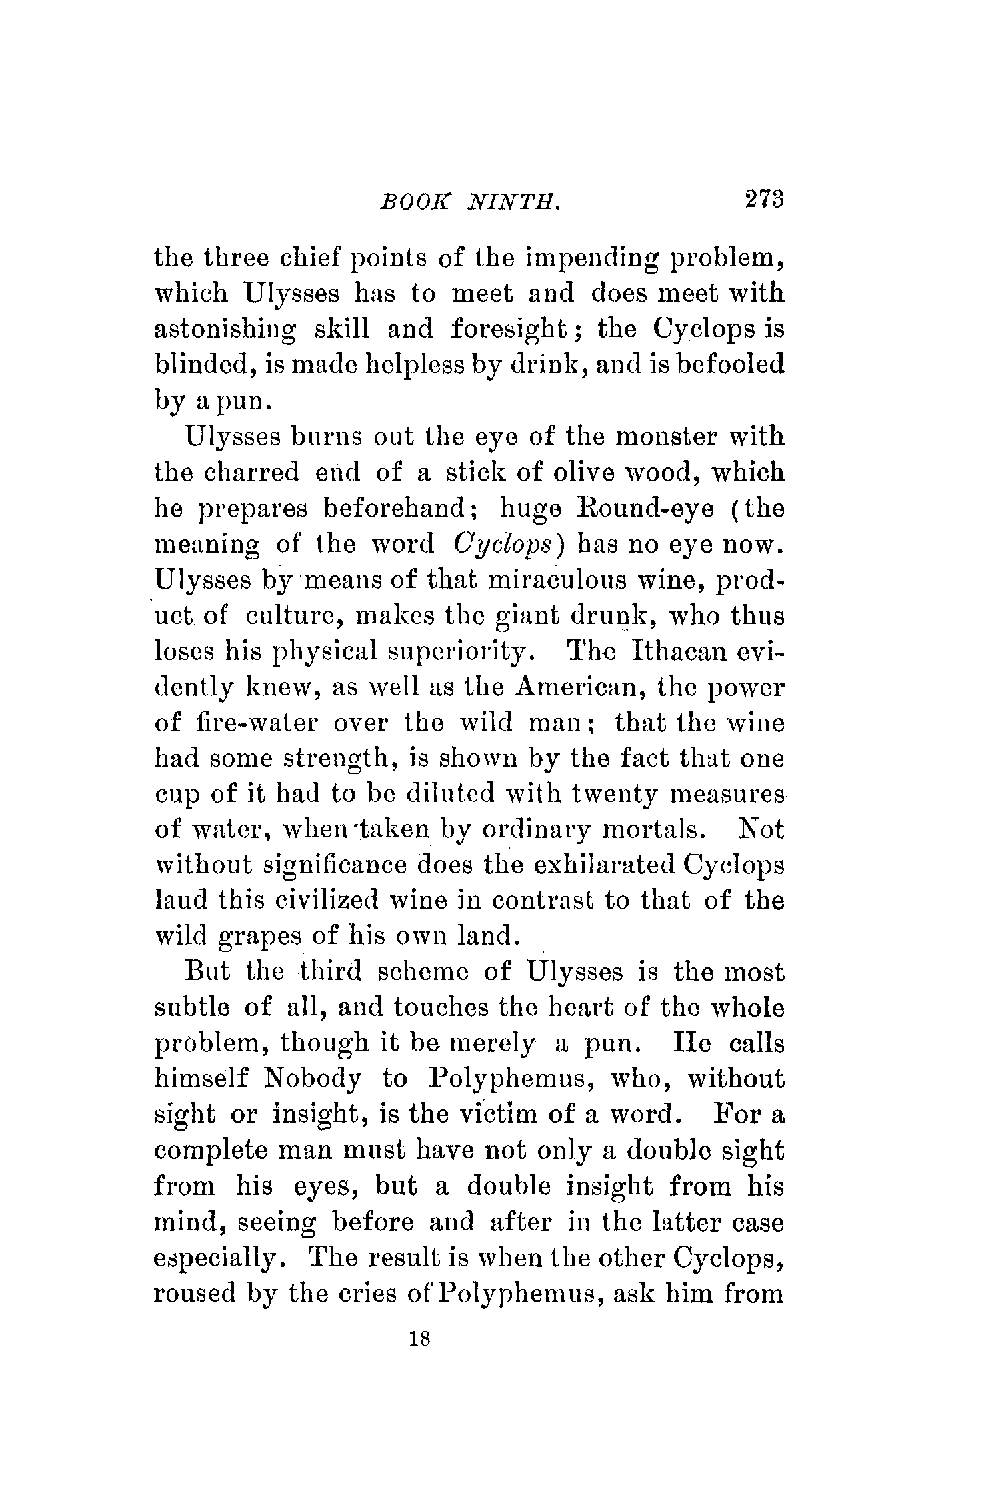 BOOK NINTH. 273
the three chief points of the impending problem,
which Ulysses has to meet and does meet with
astonishing skill and foresight; the Cyclops is
blinded, is made helpless by drink, and is befooled
by a pun.
Ulysses burns out the eye of the monster with
the charred end of a stick of olive wood, which
he prepares beforehand; huge Round-eye (the
meaning of the word Cyclops) has no eye now.
Ulysses by means of that miraculous wine, prod-
uct of culture, makes the giant drunk, who thus
loses his physical superiority. The Ithacan evi-
dently knew, as well as the American, the power
of fire-water over the wild man; that the wine
had some strength, is shown by the fact that one
cup of it had to be diluted with twenty measures
of water, when taken by ordinary mortals. Not
without significance does the exhilarated Cyclops
laud this civilized wine in contrast to that of the
wild grapes of his own land.
But the third scheme of Ulysses is the most
subtle of all, and touches the heart of the whole
problem, though it be merely a pun. He calls
himself Nobody to Polyphemus, who, without
sight or insight, is the victim of a word. For a
complete man must have not only a double sight
from his eyes, but a double insight from his
mind, seeing before and after in the latter case
especially. The result is when the other Cyclops,
roused by the cries of Polyphemus, ask him from
18